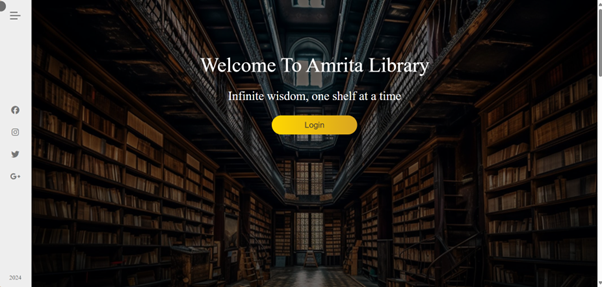 Welcome To Amrita Library
Infinite wisdom, one shelf at a time
Login
2024